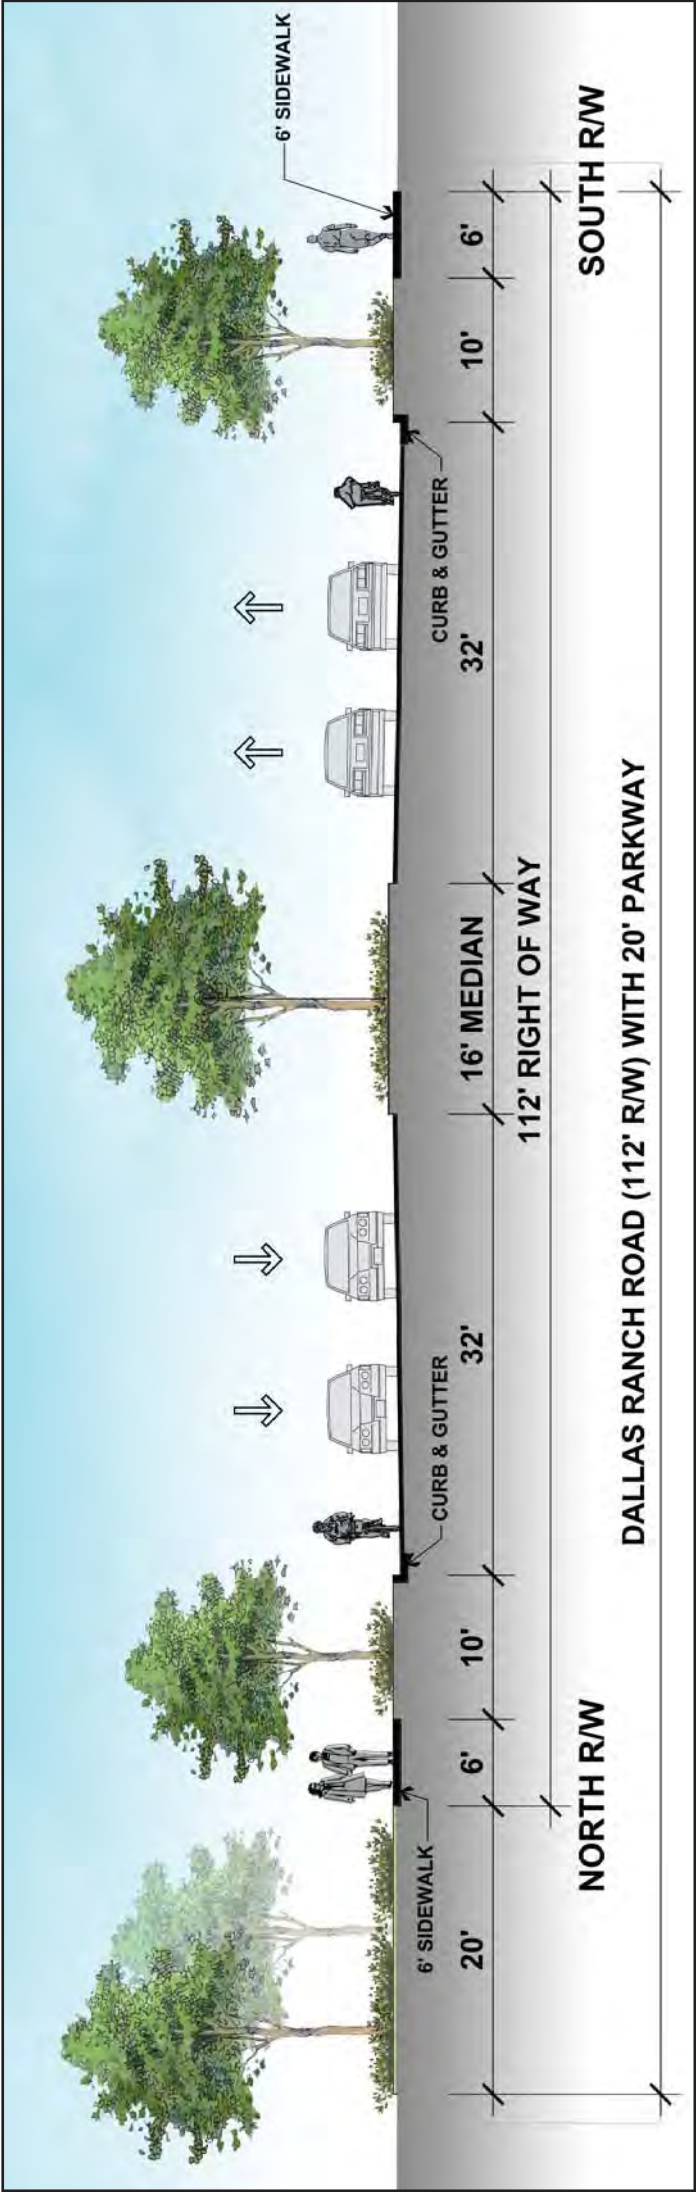 6' SIDEWALK
CURB & GUTTER
CURB & GUTTER
6' SIDEWALK
20'
6'
10'
32'
16' MEDIAN
32'
10'
6'
112' RIGHT OF WAY
NORTH R/W
SOUTH R/W
DALLAS RANCH ROAD (112' R/W) WITH 20' PARKWAY